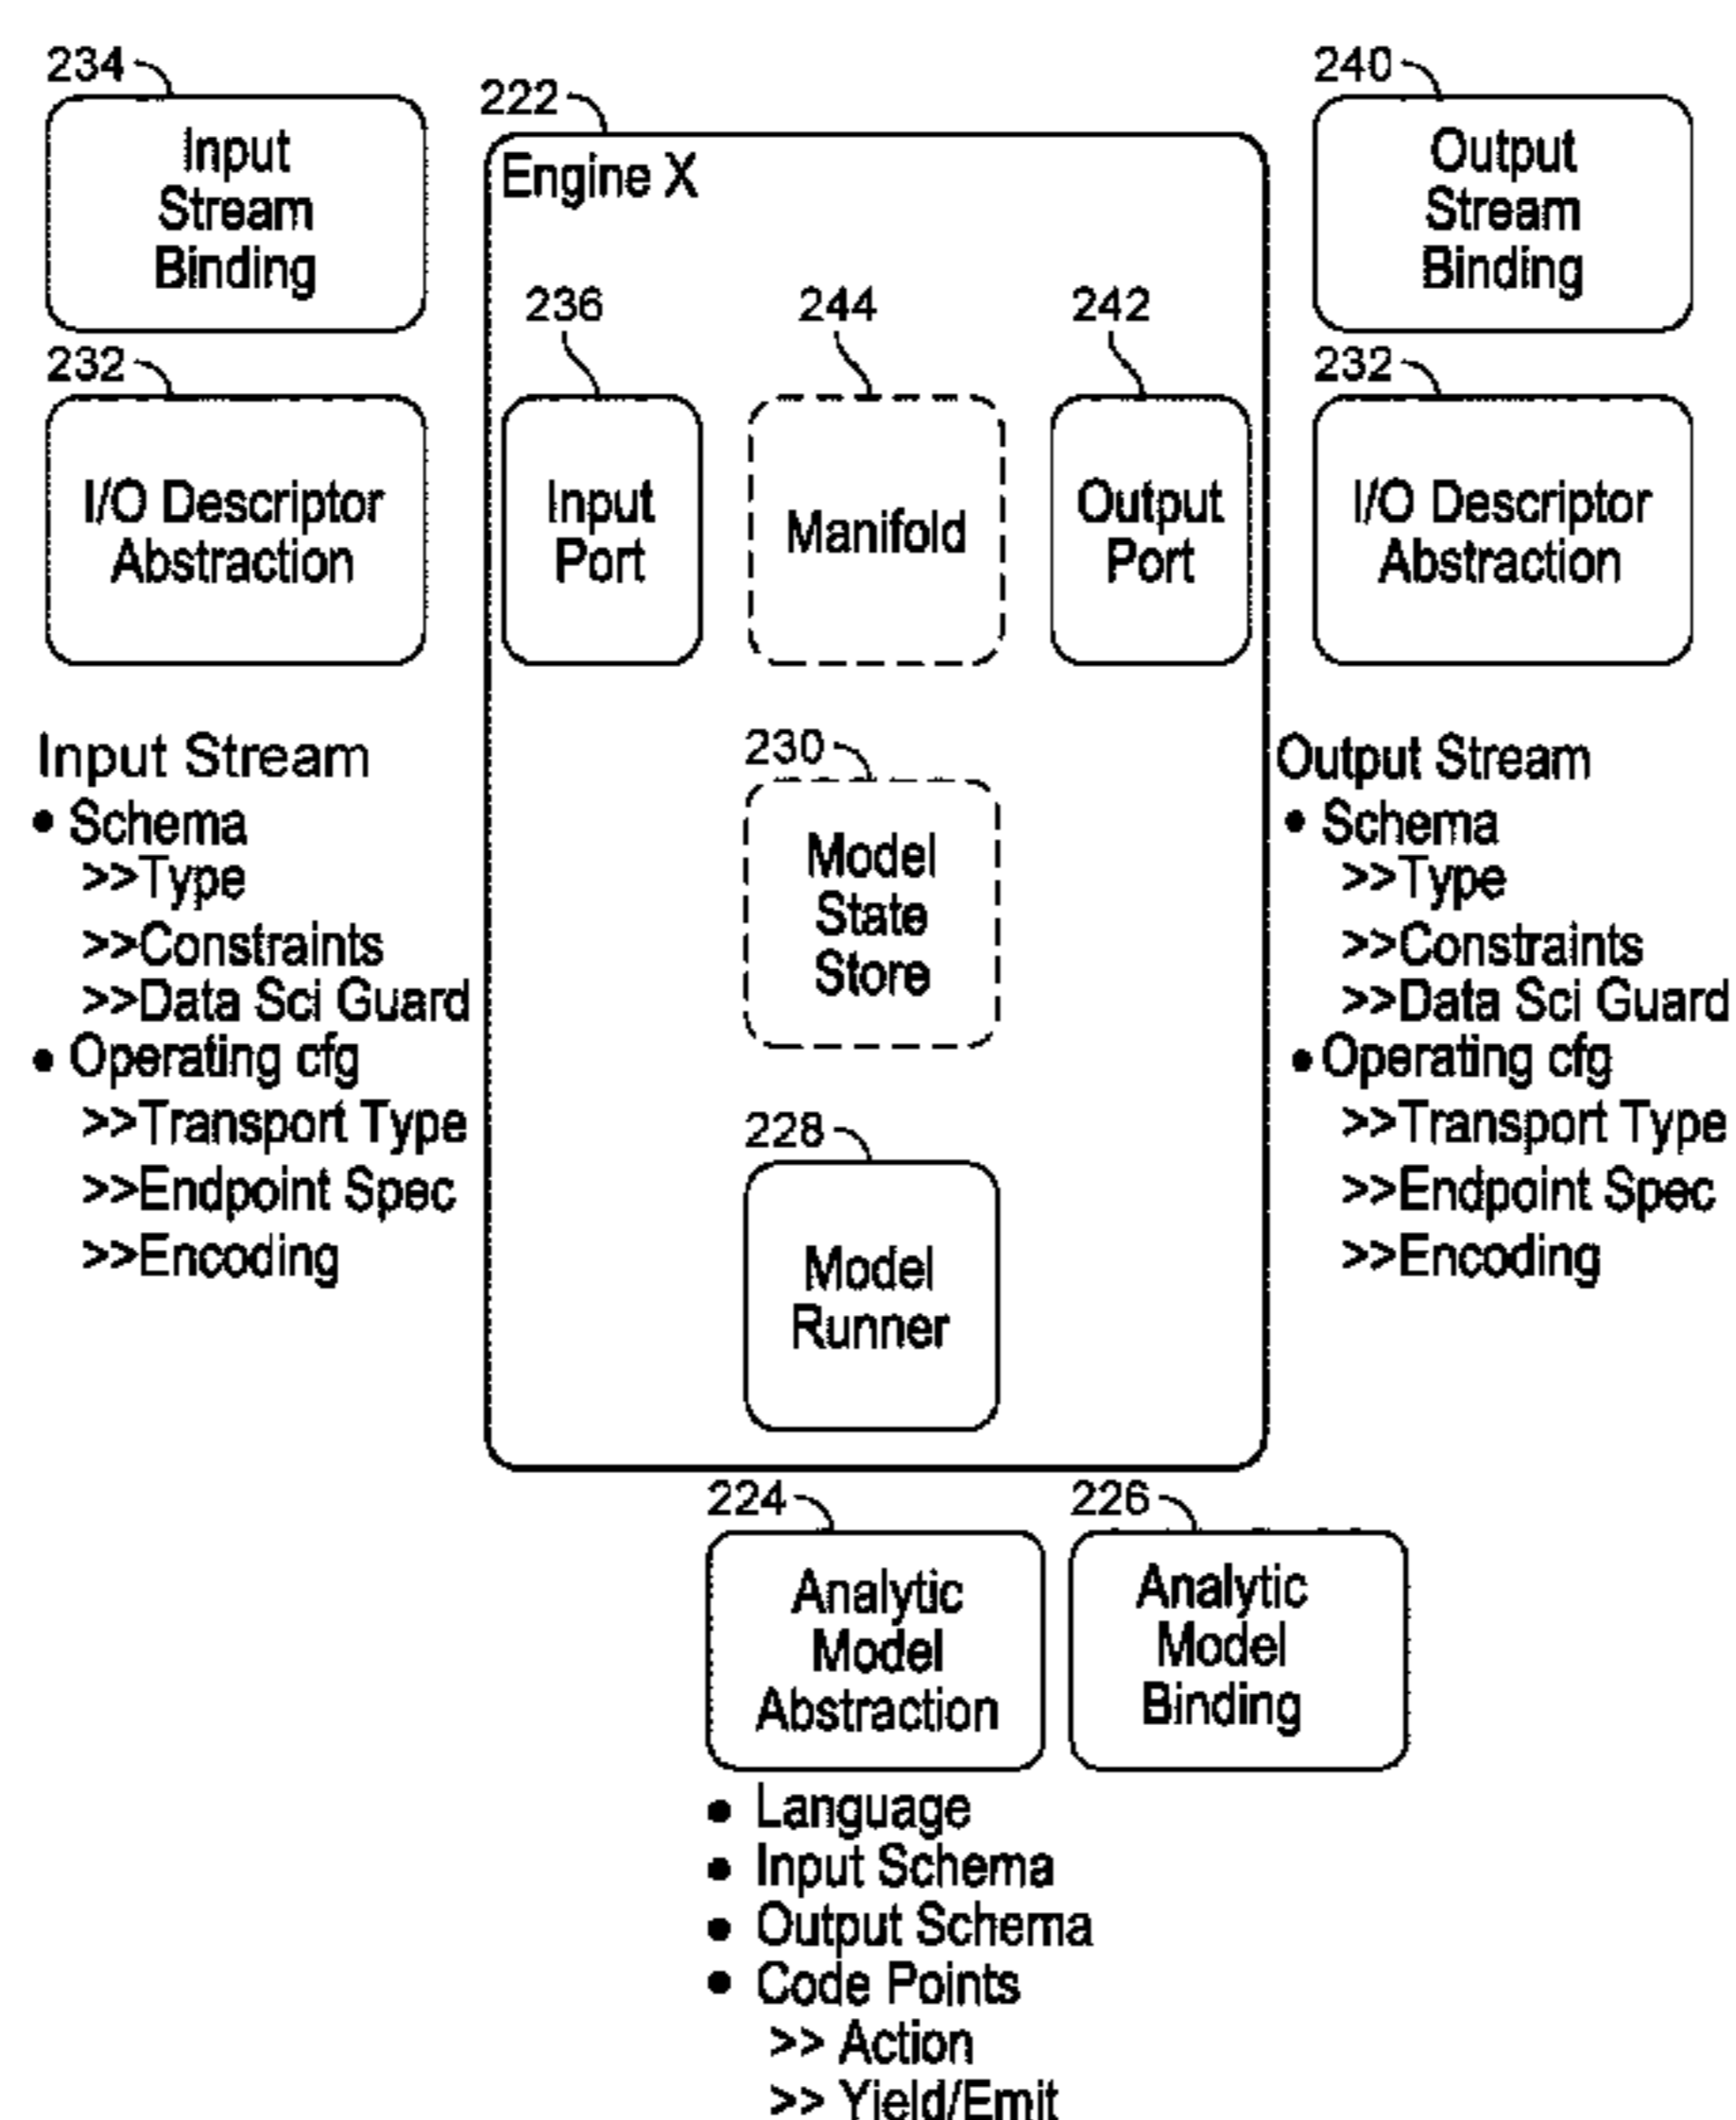 234
Input
Stream
Binding
232
I/O Descriptor
Abstraction
Input Stream
• Schema
>>Type
>>Constraints
>>Data Sci Guard
• Operating cfg
>>Transport Type
>>Endpoint Spec
>>Encoding
222
Engine X
236
Input
Port
244
Manifold
242
Output
Port
230
Model
State
Store
228
Model
Runner
240
Output
Stream
Binding
232
I/O Descriptor
Abstraction
Output Stream
• Schema
>>Type
>>Constraints
>>Data Sci Guard
• Operating cfg
>>Transport Type
>>Endpoint Spec
>>Encoding
224
Analytic
Model
Abstraction
226
Analytic
Model
Binding
• Language
• Input Schema
• Output Schema
• Code Points
>> Action
>> Yield/Emit